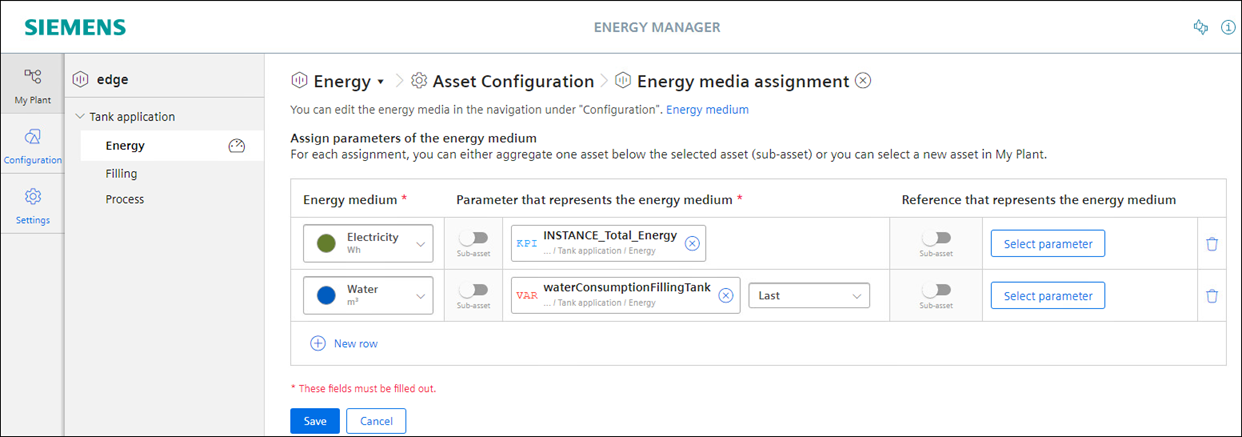 SIEMENS
ENERGY MANAGER
My Plant
Configuration
Settings
edge
Tank application
Energy
Filling
Process
Energy Asset Configuration Energy media assignment
You can edit the energy media in the navigation under "Configuration". Energy medium
Assign parameters of the energy medium
For each assignment, you can either aggregate one asset below the selected asset (sub-asset) or you can select a new asset in My Plant.
Energy medium * Parameter that represents the energy medium * Reference that represents the energy medium
Electricity
Wh
Sub-asset
KPI INSTANCE_Total_Energy
... / Tank application / Energy
Sub-asset
Select parameter
Water
m³
Sub-asset
VAR waterConsumptionFillingTank
... / Tank application / Energy
Last
Sub-asset
Select parameter
New row
* These fields must be filled out.
Save Cancel